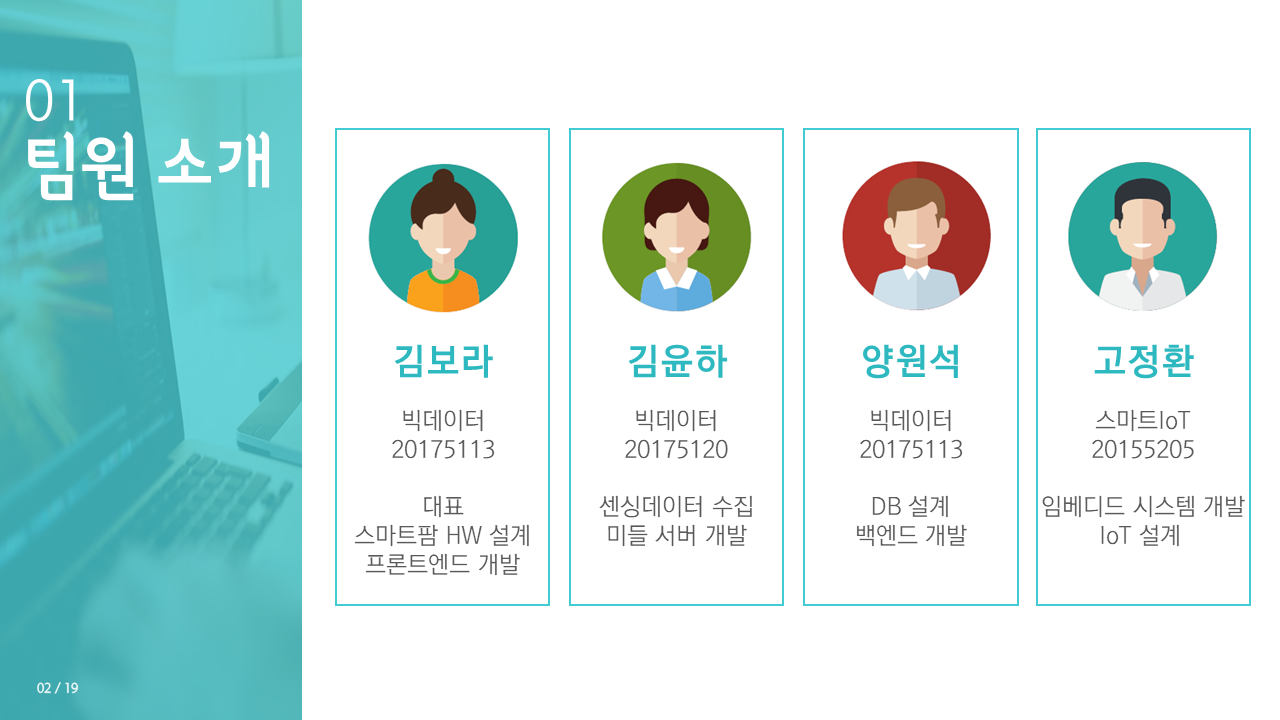 01
팀원 소개
김보라
빅데이터
20175113
대표
스마트팜 HW 설계
프론트엔드 개발
김윤하
빅데이터
20175120
센싱데이터 수집
미들 서버 개발
양원석
빅데이터
20175113
DB 설계
백엔드 개발
고정환
스마트IoT
20155205
임베디드 시스템 개발
IoT 설계
02 / 19